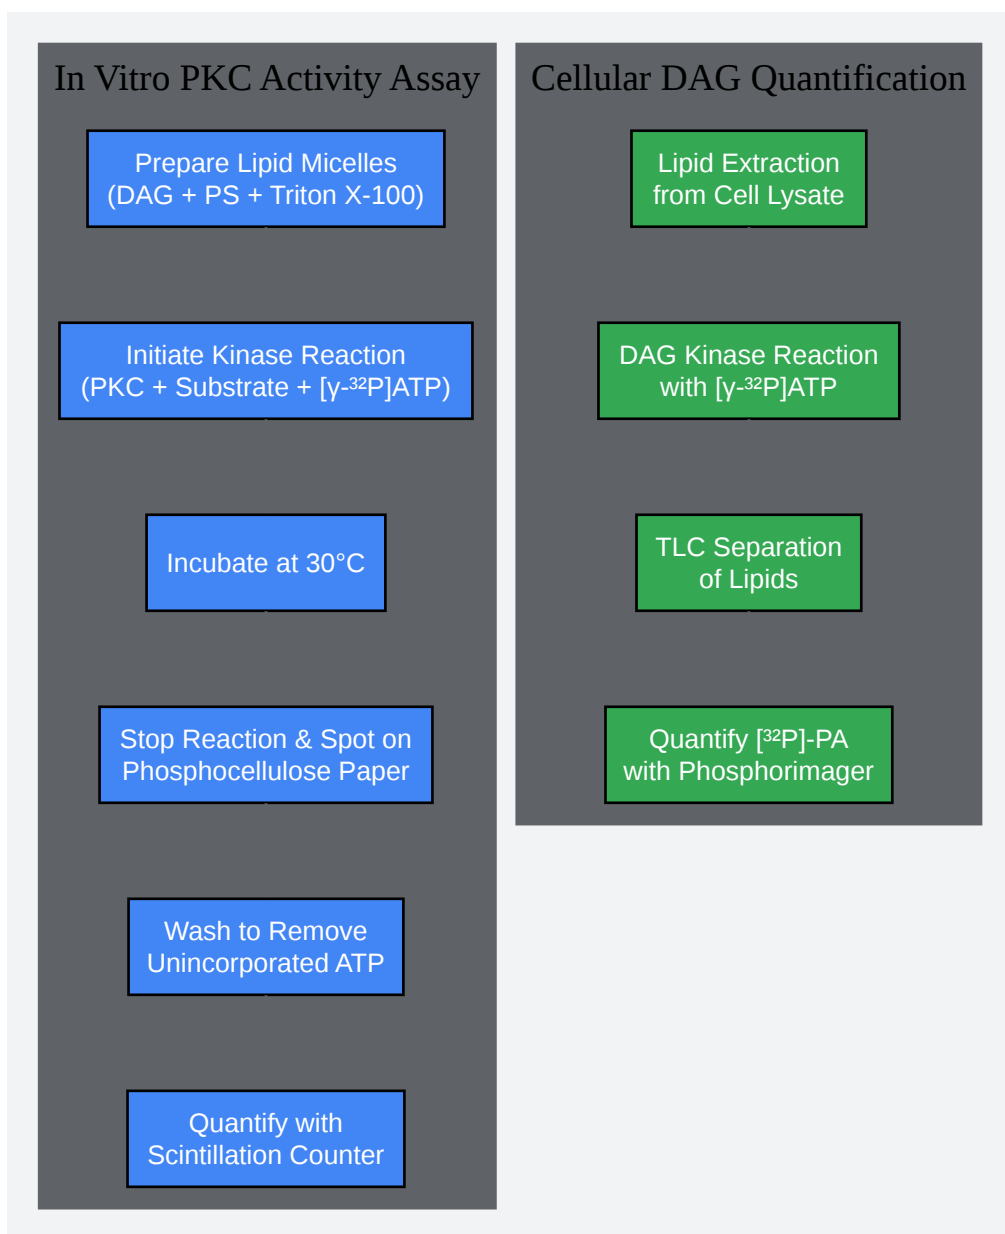 In Vitro PKC Activity Assay
Prepare Lipid Micelles
(DAG + PS + Triton X-100)
Initiate Kinase Reaction
(PKC + Substrate + [γ-³²P]ATP)
Incubate at 30°C
Stop Reaction & Spot on
Phosphocellulose Paper
Wash to Remove
Unincorporated ATP
Quantify with
Scintillation Counter
Cellular DAG Quantification
Lipid Extraction
from Cell Lysate
DAG Kinase Reaction
with [γ-³²P]ATP
TLC Separation
of Lipids
Quantify [³²P]-PA
with Phosphorimager